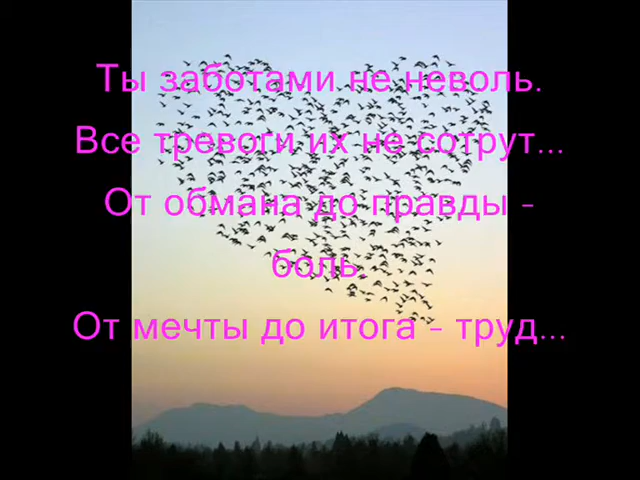 Ты заботами не неволь.
Все тревоги их не сотрут...
От обмана до правды -
боль.
От мечты до итога - труд...